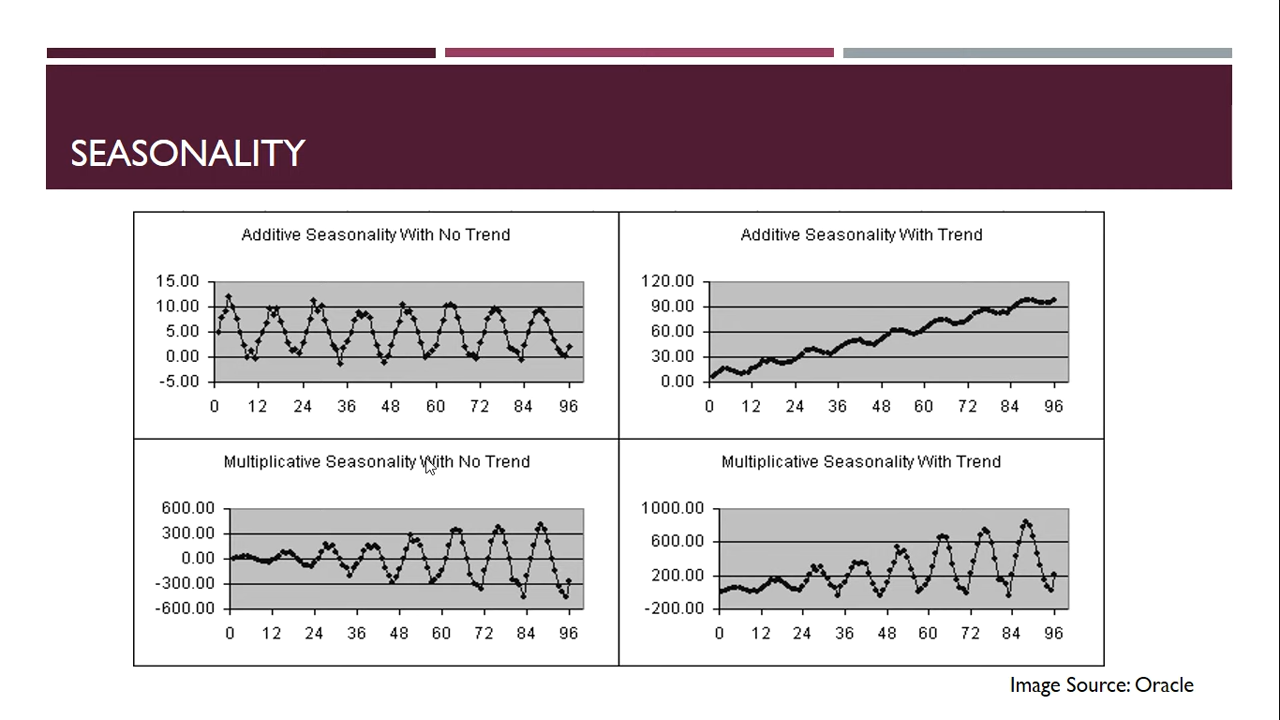 SEASONALITY
Additive Seasonality With No Trend
15.00
10.00
5.00
0.00
-5.00
0 12 24 36 48 60 72 84 96
Additive Seasonality With Trend
120.00
90.00
60.00
30.00
0.00
0 12 24 36 48 60 72 84 96
Multiplicative Seasonality With No Trend
600.00
300.00
0.00
-300.00
-600.00
0 12 24 36 48 60 72 84 96
Multiplicative Seasonality With Trend
1000.00
600.00
200.00
-200.00
0 12 24 36 48 60 72 84 96
Image Source: Oracle